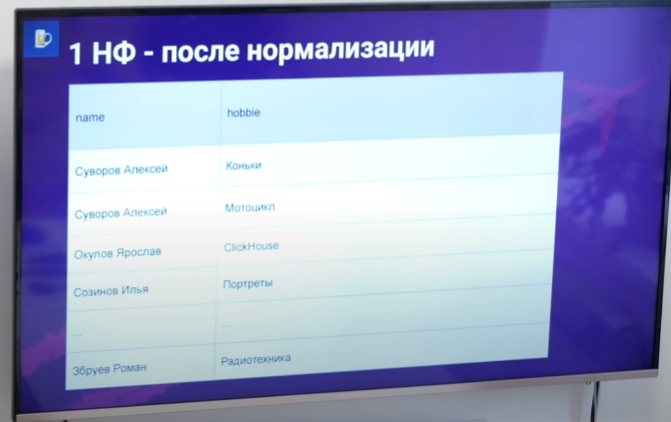 1 НФ - после нормализации
name hobbie
Суворов Алексей Коньки
Суворов Алексей Мотоцикл
Окулов Ярослав ClickHouse
Созинов Илья Портреты
... ...
Збруев Роман Радиотехника